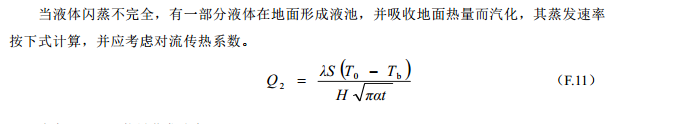 当液体闪蒸不完全，有一部分液体在地面形成液池，并吸收地面热量而汽化，其蒸发速率
按下式计算，并应考虑对流传热系数。
Q₂ = λS (T₀ − T_b) / H √παt （F.11）